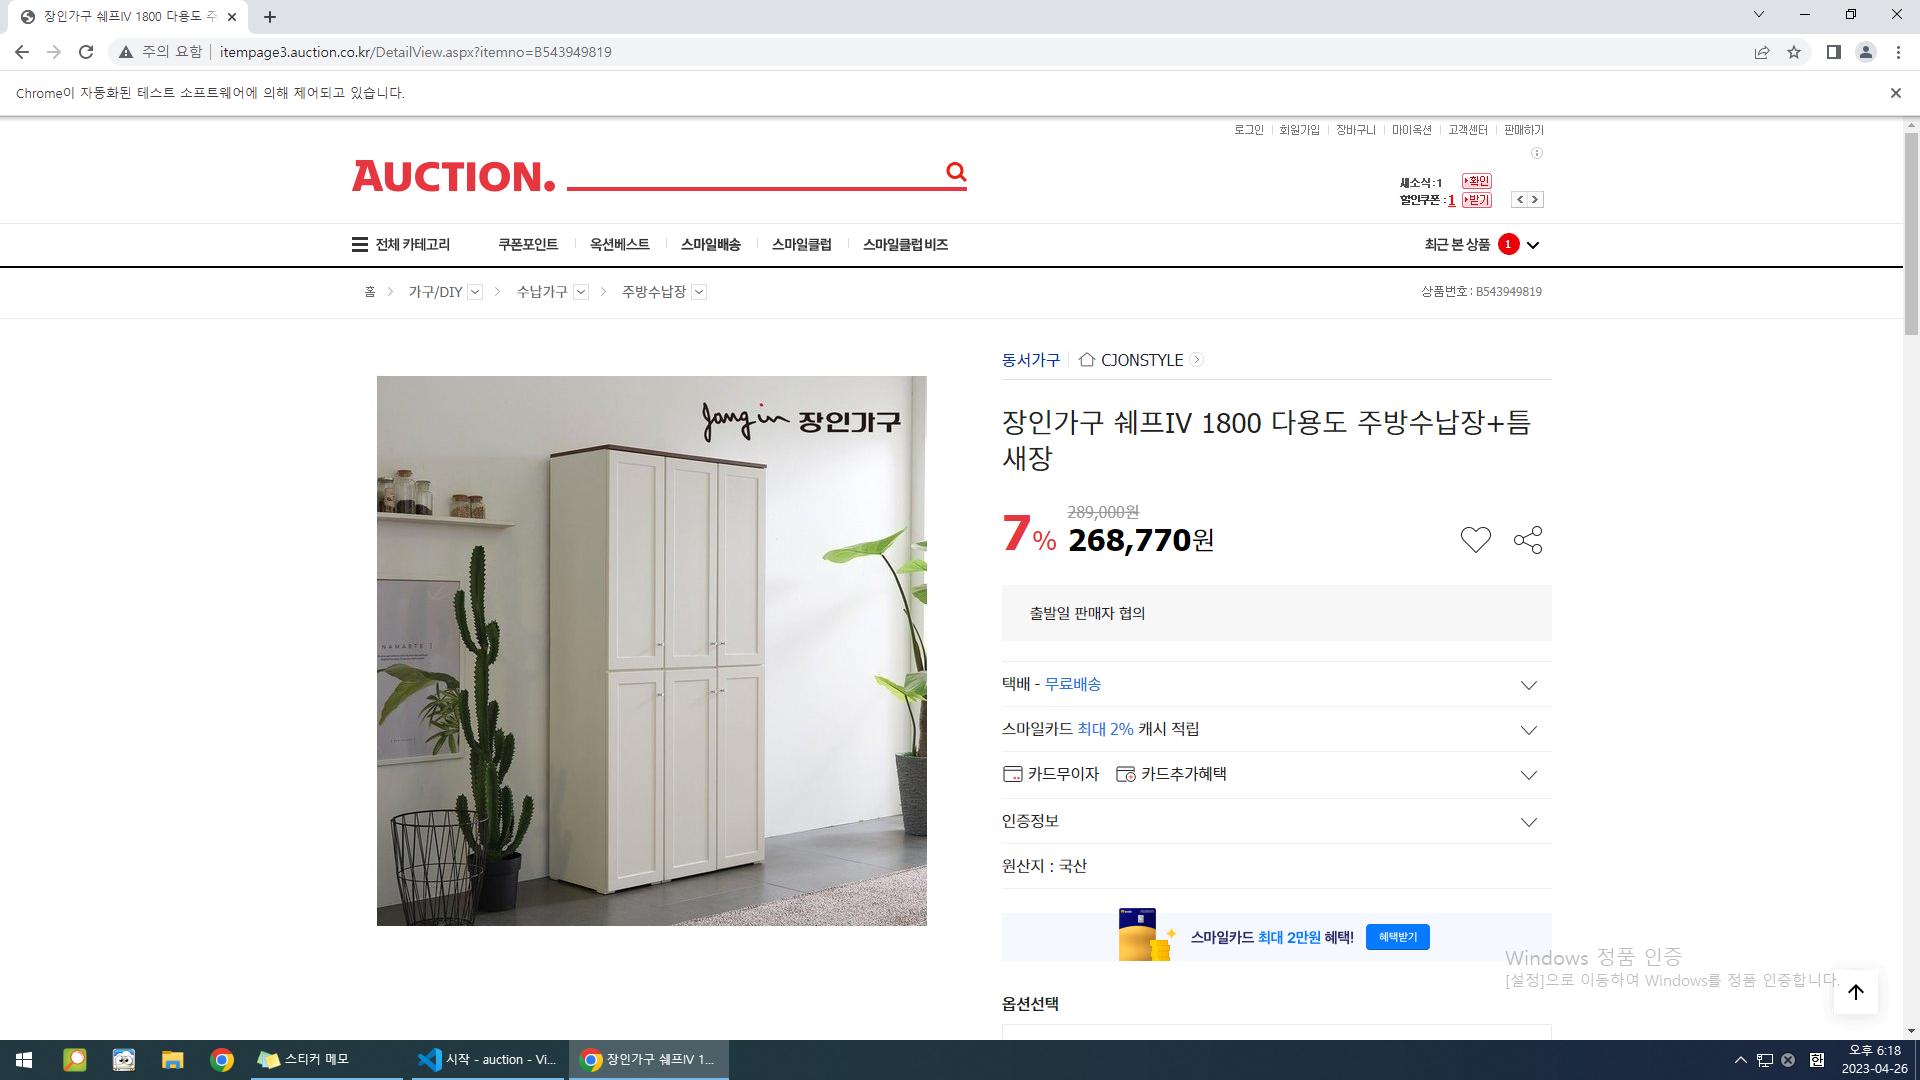 장인가구 쉐프IV 1800 다용도 주
주의 요함
itempage3.auction.co.kr/DetailView.aspx?itemno=B543949819
Chrome이 자동화된 테스트 소프트웨어에 의해 제어되고 있습니다.
로그인 회원가입 장바구니 마이옥션 고객센터 판매하기
AUCTION.
새소식:1 확인
할인쿠폰:1 받기
전체 카테고리 쿠폰포인트 옥션베스트 스마일배송 스마일클럽 스마일클럽 비즈 최근 본 상품 1
홈 가구/DIY 수납가구 주방수납장 상품번호 : B543949819
동서가구 CJONSTYLE
Jang in 장인가구
장인가구 쉐프IV 1800 다용도 주방수납장+틈
새장
289,000원
7% 268,770원
출발일 판매자 협의
NAMASTE ]
택배 - 무료배송
스마일카드 최대 2% 캐시 적립
카드무이자 카드추가혜택
인증정보
원산지 : 국산
스마일카드 최대 2만원 혜택! 혜택받기
Windows 정품 인증
[설정]으로 이동하여 Windows를 정품 인증합니다.
옵션선택
스티커 메모
시작 - auction - Vi...
장인가구 쉐프IV 1...
한
오후 6:18
2023-04-26